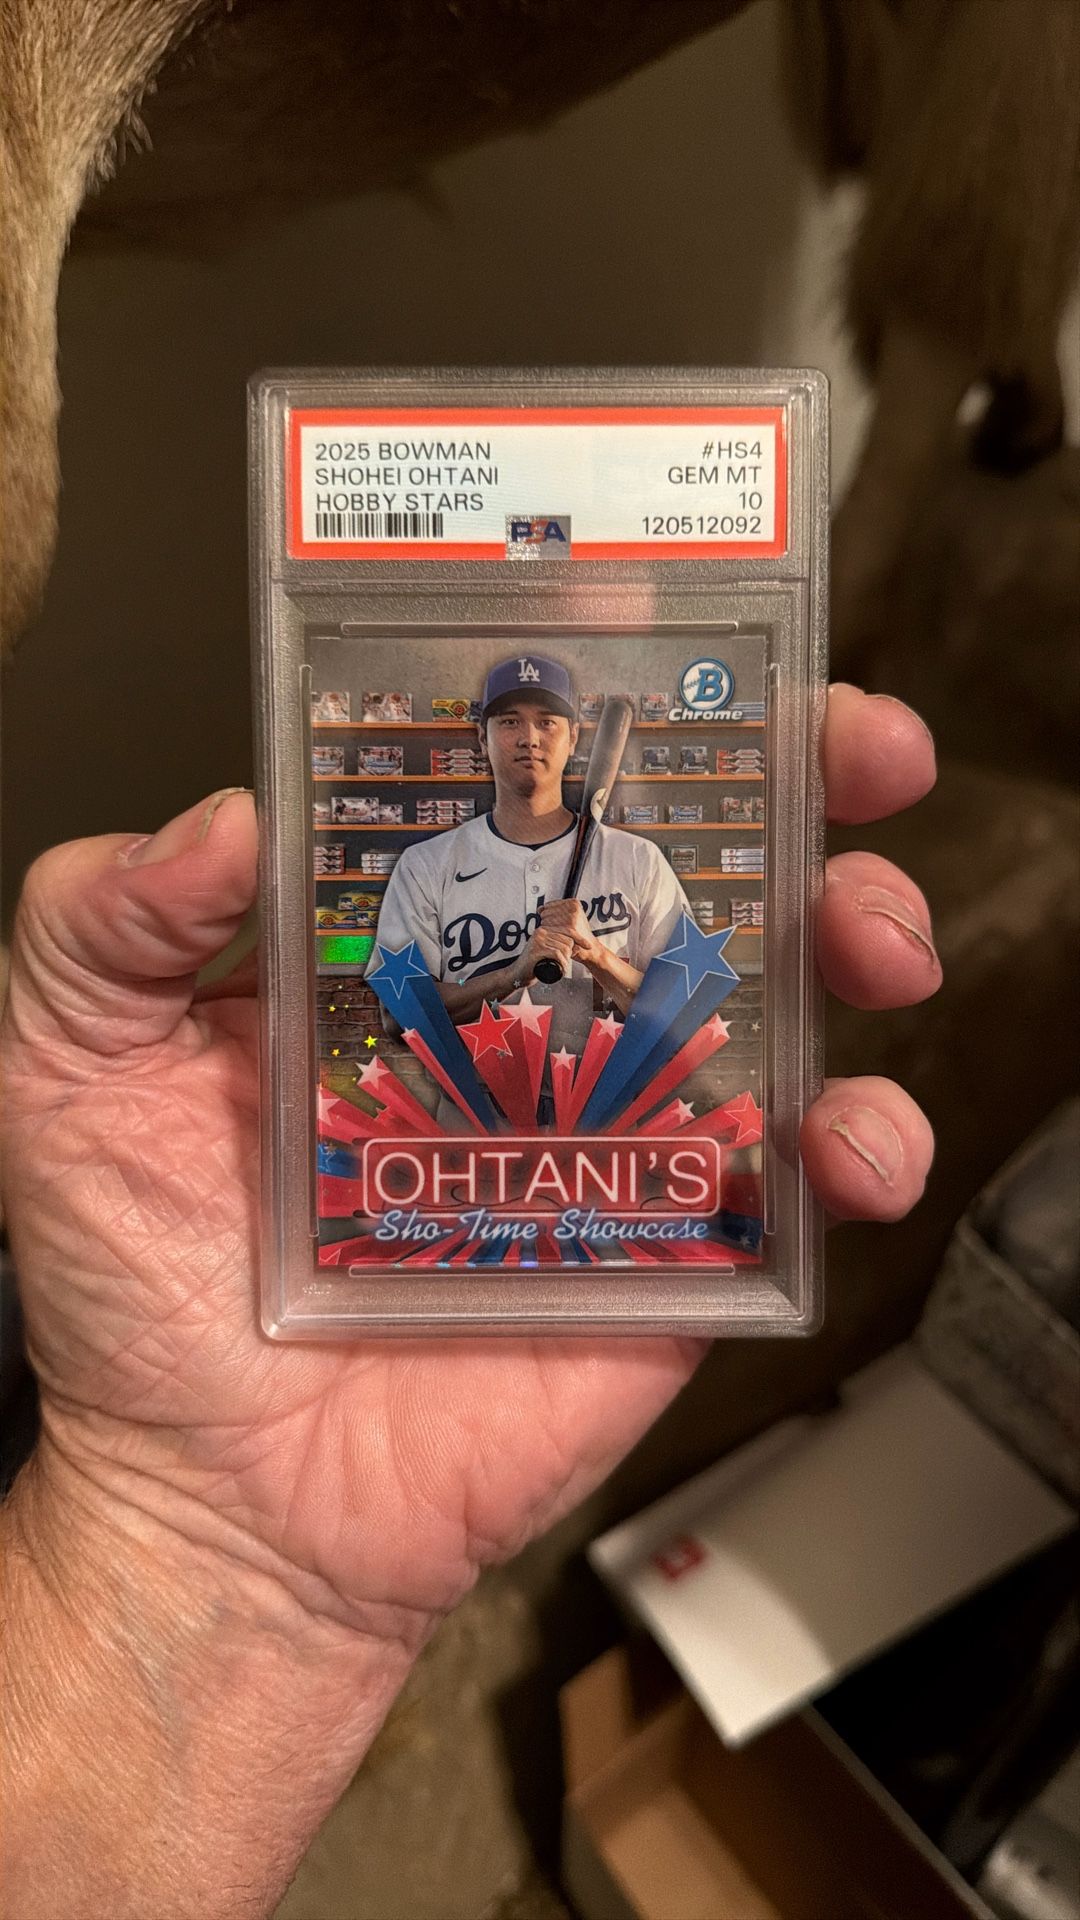 2025 BOWMAN #HS4
SHOHEI OHTANI GEM MT
HOBBY STARS 10
PSA 120512092
LA
B
Chrome
Dodgers
OHTANI'S
Sho-Time Showcase